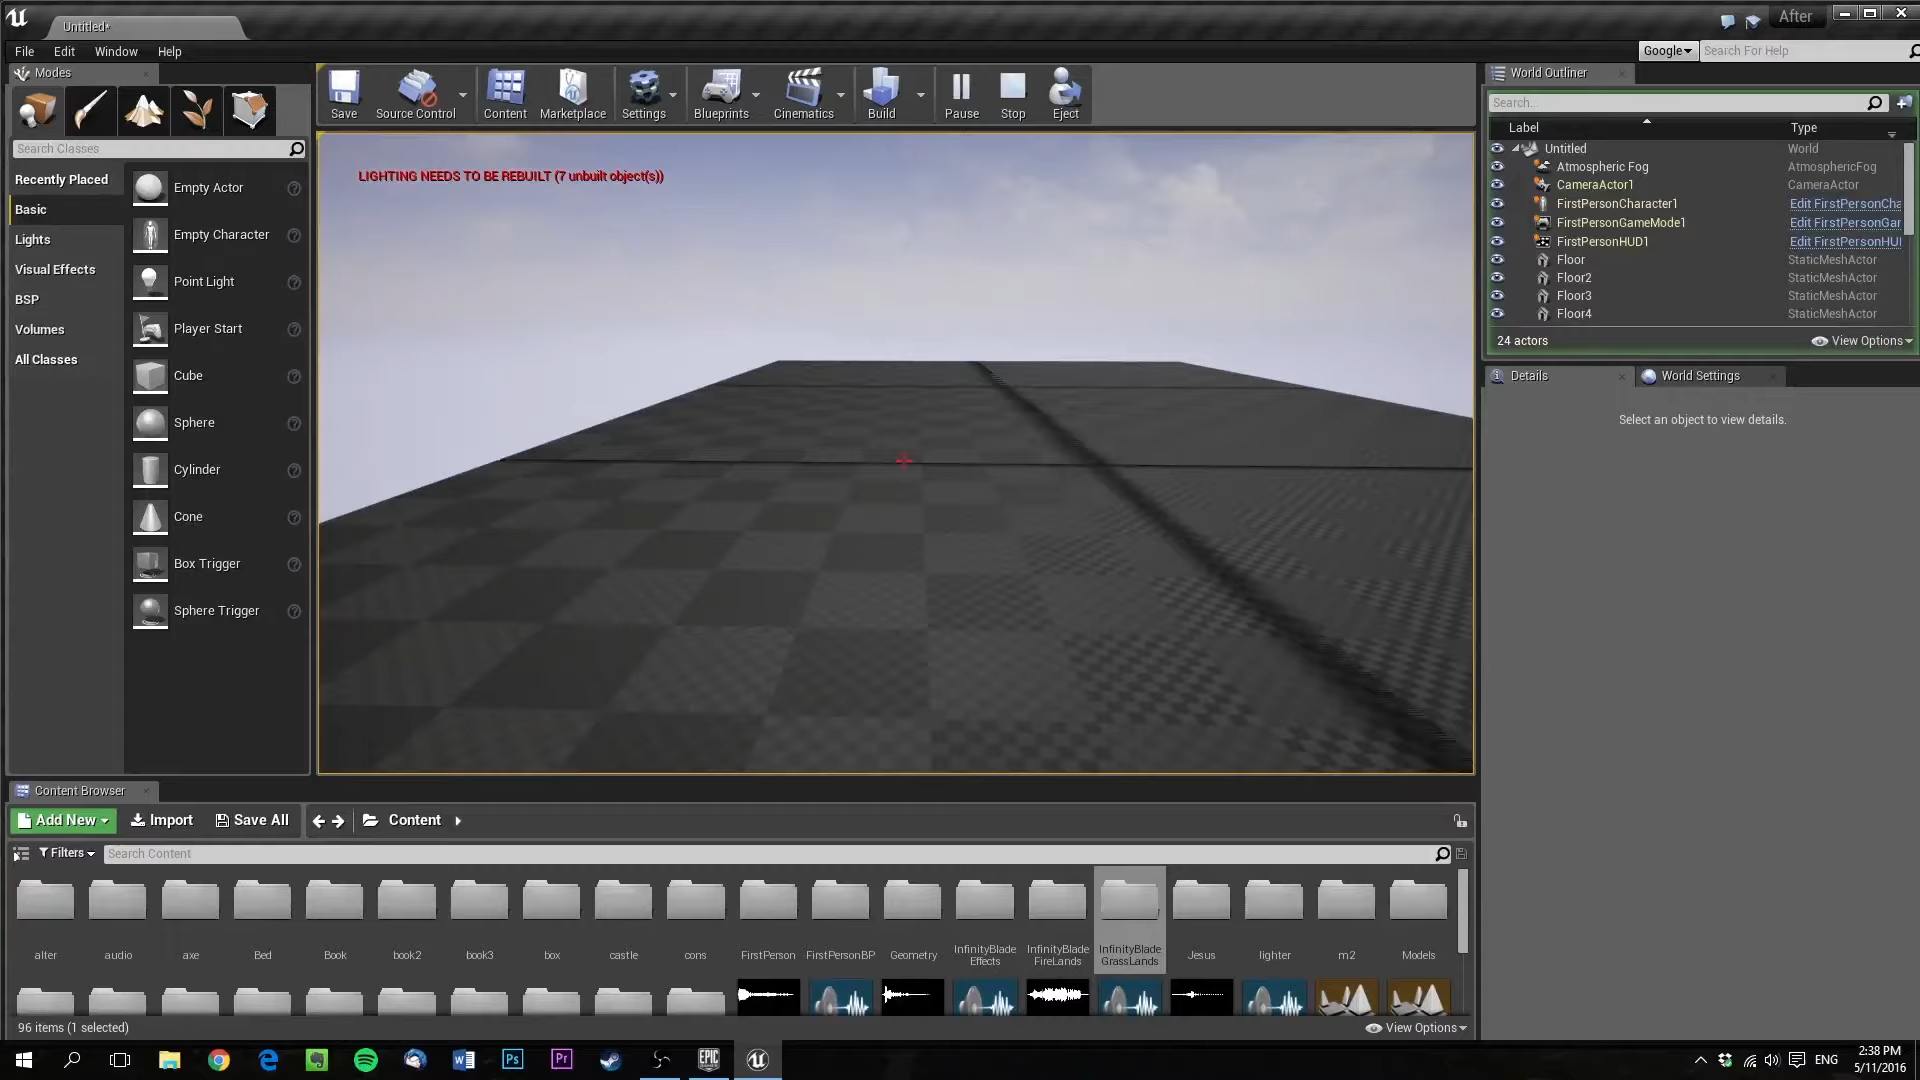 Untitled*
After
File Edit Window Help
Google Search For Help
Modes
Search Classes
Recently Placed
Basic
Lights
Visual Effects
BSP
Volumes
All Classes
Empty Actor
Empty Character
Point Light
Player Start
Cube
Sphere
Cylinder
Cone
Box Trigger
Sphere Trigger
Save Source Control Content Marketplace Settings Blueprints Cinematics Build Pause Stop Eject
LIGHTING NEEDS TO BE REBUILT (7 unbuilt object(s))
World Outliner
Search...
Label Type
Untitled World
Atmospheric Fog AtmosphericFog
CameraActor1 CameraActor
FirstPersonCharacter1 Edit FirstPersonCha
FirstPersonGameMode1 Edit FirstPersonGar
FirstPersonHUD1 Edit FirstPersonHUI
Floor StaticMeshActor
Floor2 StaticMeshActor
Floor3 StaticMeshActor
Floor4 StaticMeshActor
24 actors View Options
Details World Settings
Select an object to view details.
Content Browser
Add New Import Save All Content
Filters Search Content
alter audio axe Bed Book book2 book3 box castle cons FirstPerson FirstPersonBP Geometry InfinityBlade Effects InfinityBlade FireLands InfinityBlade GrassLands Jesus lighter m2 Models
96 items (1 selected) View Options
Ps Pr EPIC GAMES ENG 2:38 PM
5/11/2016